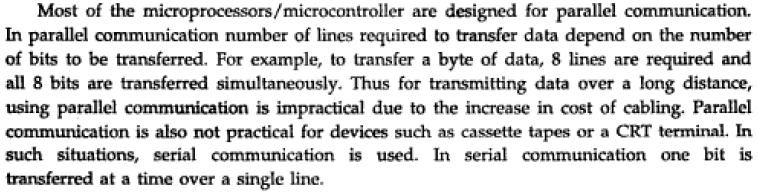 Most of the microprocessors/microcontroller are designed for parallel communication.
In parallel communication number of lines required to transfer data depend on the number
of bits to be transferred. For example, to transfer a byte of data, 8 lines are required and
all 8 bits are transferred simultaneously. Thus for transmitting data over a long distance,
using parallel communication is impractical due to the increase in cost of cabling. Parallel
communication is also not practical for devices such as cassette tapes or a CRT terminal. In
such situations, serial communication is used. In serial communication one bit is
transferred at a time over a single line.